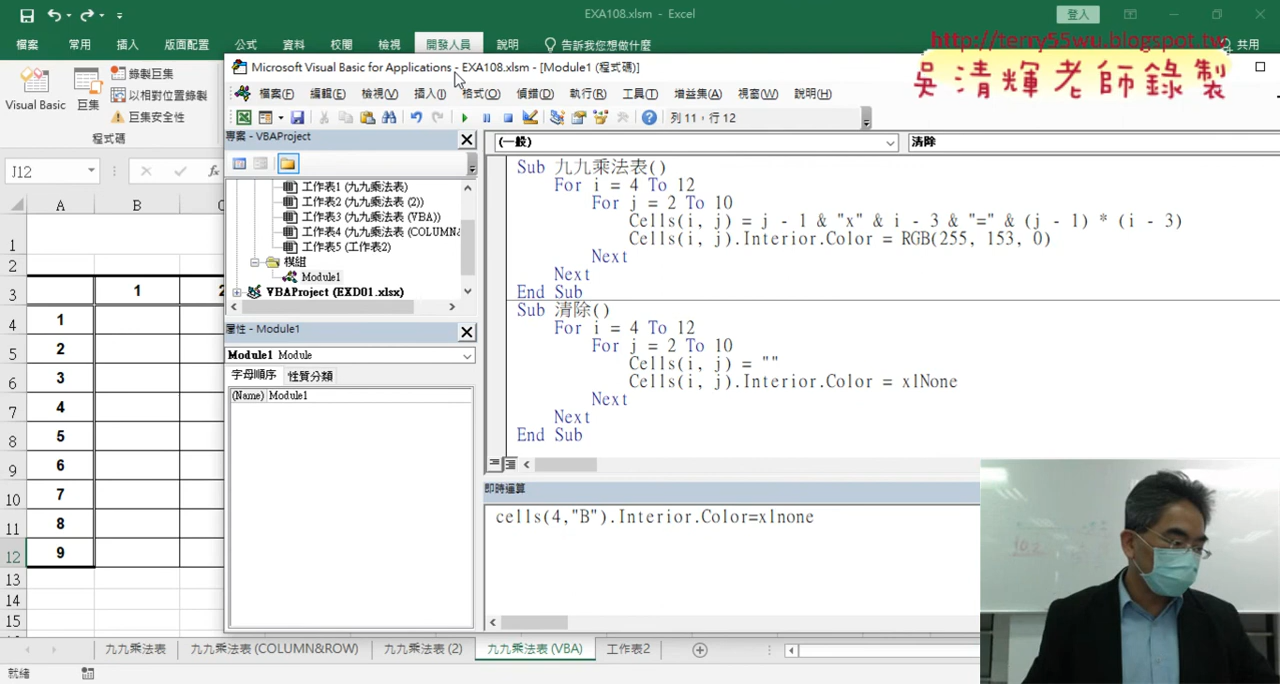 EXA108.xlsm - Excel
登入
檔案 常用 插入 版面配置 公式 資料 校閱 檢視 開發人員 說明 告訴我您想做什麼 共用
http://terry55wu.blogspot.tw
吳清輝老師錄製
Visual Basic
巨集
錄製巨集
以相對位置錄製
巨集安全性
程式碼
Microsoft Visual Basic for Applications - EXA108.xlsm - [Module1 (程式碼)]
檔案(F) 編輯(E) 檢視(V) 插入(I) 格式(O) 偵錯(D) 執行(R) 工具(T) 增益集(A) 視窗(W) 說明(H)
列 11，行 12
專案 - VBAProject
工作表1 (九九乘法表)
工作表2 (九九乘法表 (2))
工作表3 (九九乘法表 (VBA))
工作表4 (九九乘法表 (COLUMN&
工作表5 (工作表2)
模組
Module1
VBAProject (EXD01.xlsx)
屬性 - Module1
Module1 Module
字母順序 性質分類
(Name) Module1
(一般) 清除
Sub 九九乘法表()
For i = 4 To 12
For j = 2 To 10
Cells(i, j) = j - 1 & "x" & i - 3 & "=" & (j - 1) * (i - 3)
Cells(i, j).Interior.Color = RGB(255, 153, 0)
Next
Next
End Sub
Sub 清除()
For i = 4 To 12
For j = 2 To 10
Cells(i, j) = ""
Cells(i, j).Interior.Color = xlNone
Next
Next
End Sub
即時運算
cells(4,"B").Interior.Color=xlnone
J12
fx
A B C
1
2
3 1 2
4 1
5 2
6 3
7 4
8 5
9 6
10 7
11 8
12 9
13
14
15
九九乘法表 九九乘法表 (COLUMN&ROW) 九九乘法表 (2) 九九乘法表 (VBA) 工作表2
就緒